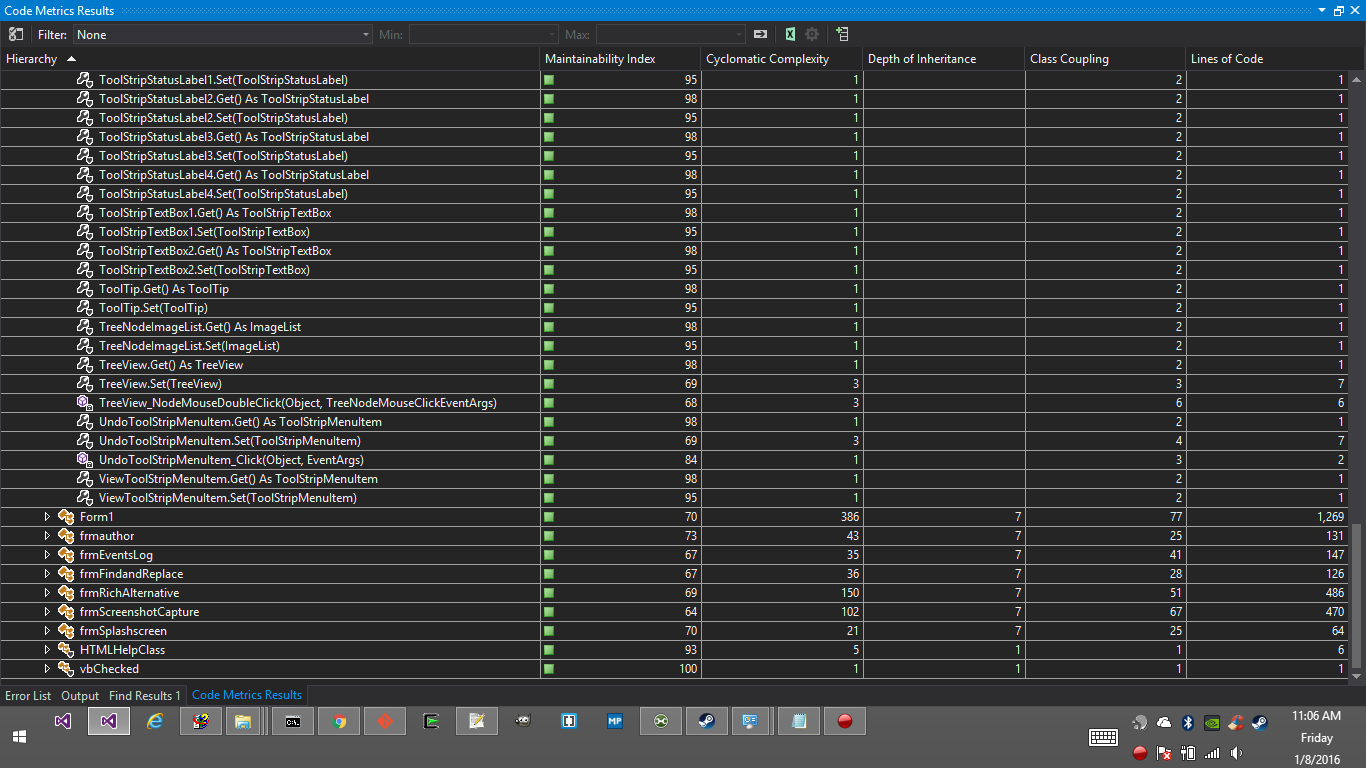 Code Metrics Results
Filter: None Min: Max:
Hierarchy Maintainability Index Cyclomatic Complexity Depth of Inheritance Class Coupling Lines of Code
ToolStripStatusLabel1.Set(ToolStripStatusLabel) 95 1 2 1
ToolStripStatusLabel2.Get() As ToolStripStatusLabel 98 1 2 1
ToolStripStatusLabel2.Set(ToolStripStatusLabel) 95 1 2 1
ToolStripStatusLabel3.Get() As ToolStripStatusLabel 98 1 2 1
ToolStripStatusLabel3.Set(ToolStripStatusLabel) 95 1 2 1
ToolStripStatusLabel4.Get() As ToolStripStatusLabel 98 1 2 1
ToolStripStatusLabel4.Set(ToolStripStatusLabel) 95 1 2 1
ToolStripTextBox1.Get() As ToolStripTextBox 98 1 2 1
ToolStripTextBox1.Set(ToolStripTextBox) 95 1 2 1
ToolStripTextBox2.Get() As ToolStripTextBox 98 1 2 1
ToolStripTextBox2.Set(ToolStripTextBox) 95 1 2 1
ToolTip.Get() As ToolTip 98 1 2 1
ToolTip.Set(ToolTip) 95 1 2 1
TreeNodeImageList.Get() As ImageList 98 1 2 1
TreeNodeImageList.Set(ImageList) 95 1 2 1
TreeView.Get() As TreeView 98 1 2 1
TreeView.Set(TreeView) 69 3 3 7
TreeView_NodeMouseDoubleClick(Object, TreeNodeMouseClickEventArgs) 68 3 6 6
UndoToolStripMenuItem.Get() As ToolStripMenuItem 98 1 2 1
UndoToolStripMenuItem.Set(ToolStripMenuItem) 69 3 4 7
UndoToolStripMenuItem_Click(Object, EventArgs) 84 1 3 2
ViewToolStripMenuItem.Get() As ToolStripMenuItem 98 1 2 1
ViewToolStripMenuItem.Set(ToolStripMenuItem) 95 1 2 1
Form1 70 386 7 77 1,269
frmauthor 73 43 7 25 131
frmEventsLog 67 35 7 41 147
frmFindandReplace 67 36 7 28 126
frmRichAlternative 69 150 7 51 486
frmScreenshotCapture 64 102 7 67 470
frmSplashscreen 70 21 7 25 64
HTMLHelpClass 93 5 1 1 6
vbChecked 100 1 1 1 1
Error List Output Find Results 1 Code Metrics Results
MP
11:06 AM
Friday
1/8/2016